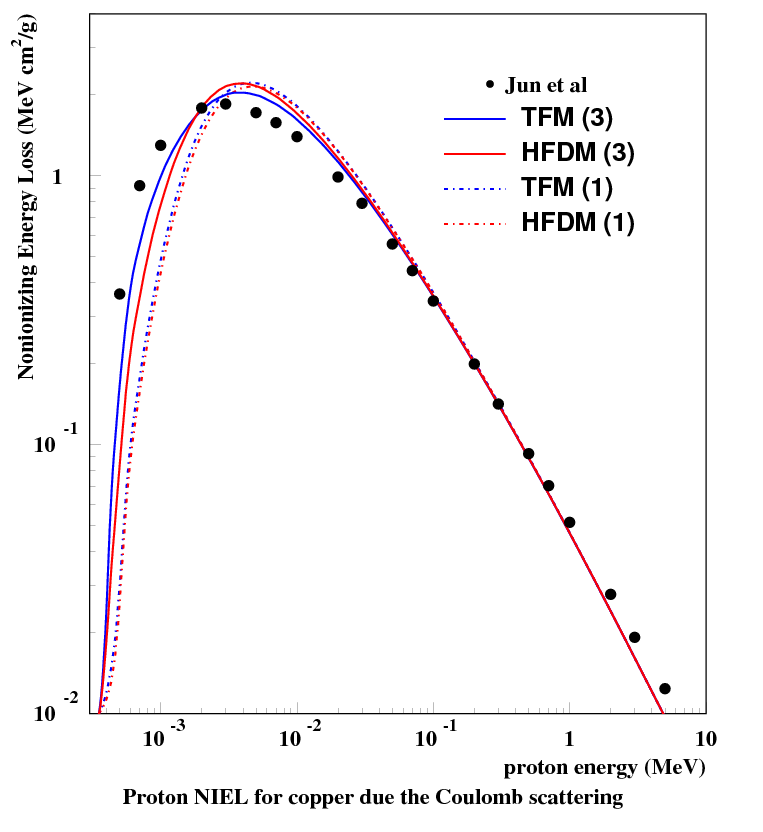 Nonionizing Energy Loss (MeV cm²/g)
Jun et al
TFM (3)
HFDM (3)
TFM (1)
HFDM (1)
1
10 -1
10 -2
10 -3 10 -2 10 -1 1 10
proton energy (MeV)
Proton NIEL for copper due the Coulomb scattering